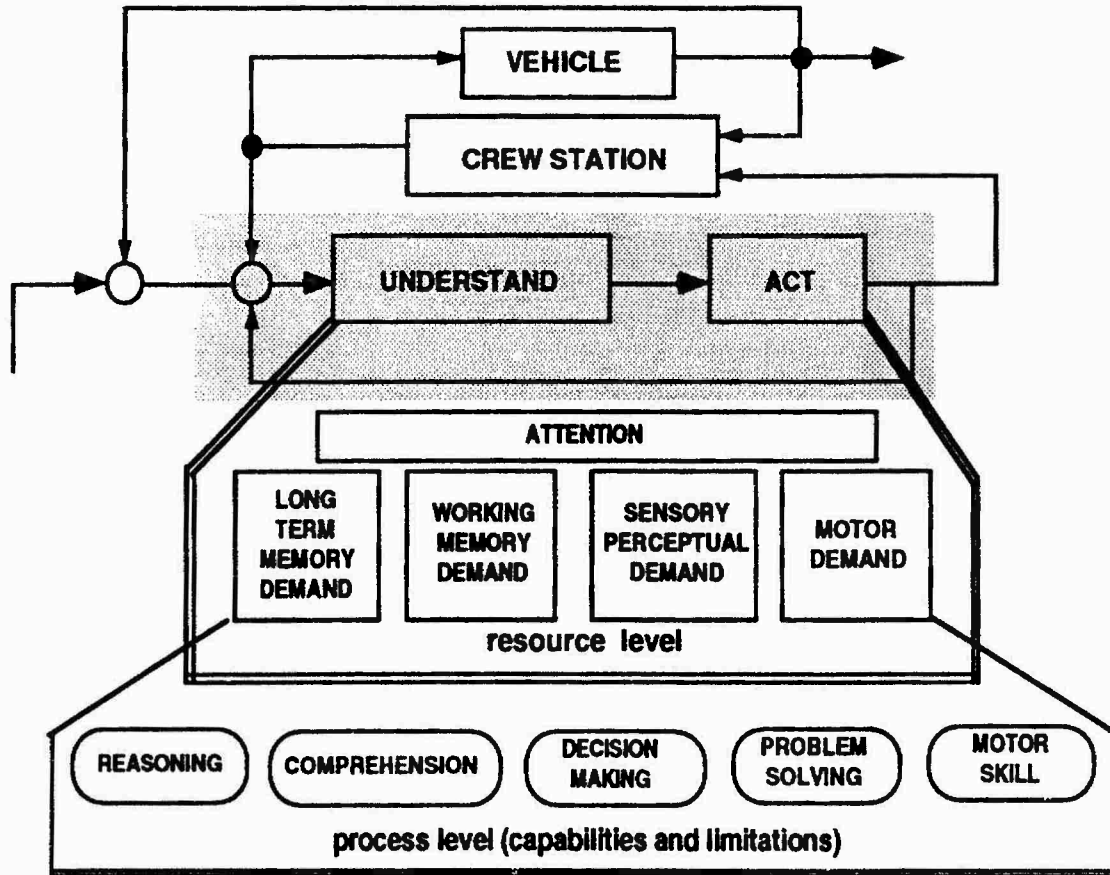 VEHICLE
CREW STATION
UNDERSTAND
ACT
ATTENTION
LONG
TERM
MEMORY
DEMAND
WORKING
MEMORY
DEMAND
SENSORY
PERCEPTUAL
DEMAND
MOTOR
DEMAND
resource level
REASONING
COMPREHENSION
DECISION
MAKING
PROBLEM
SOLVING
MOTOR
SKILL
process level (capabilities and limitations)